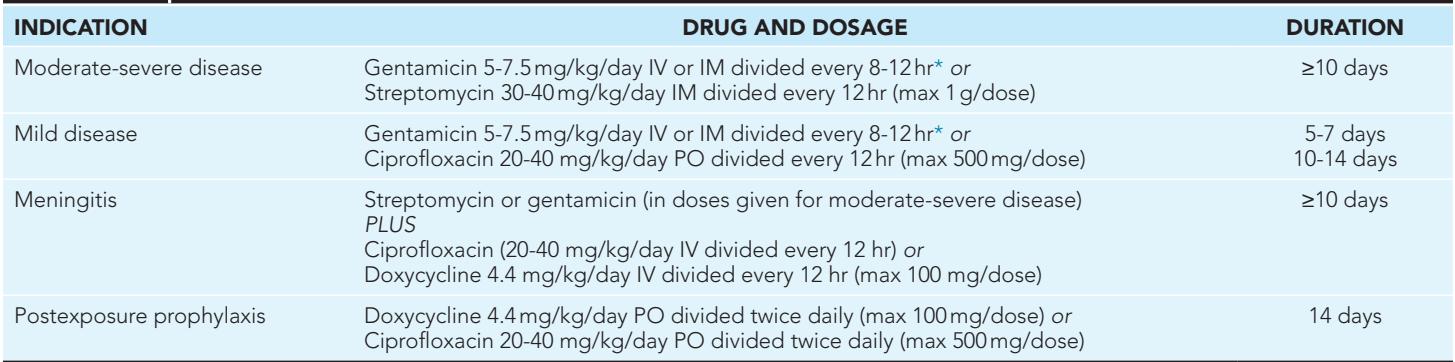 INDICATION DRUG AND DOSAGE DURATION
Moderate-severe disease Gentamicin 5-7.5 mg/kg/day IV or IM divided every 8-12 hr* or ≥10 days
Streptomycin 30-40 mg/kg/day IM divided every 12 hr (max 1 g/dose)
Mild disease Gentamicin 5-7.5 mg/kg/day IV or IM divided every 8-12 hr* or 5-7 days
Ciprofloxacin 20-40 mg/kg/day PO divided every 12 hr (max 500 mg/dose) 10-14 days
Meningitis Streptomycin or gentamicin (in doses given for moderate-severe disease) ≥10 days
PLUS
Ciprofloxacin (20-40 mg/kg/day IV divided every 12 hr) or
Doxycycline 4.4 mg/kg/day IV divided every 12 hr (max 100 mg/dose)
Postexposure prophylaxis Doxycycline 4.4 mg/kg/day PO divided twice daily (max 100 mg/dose) or 14 days
Ciprofloxacin 20-40 mg/kg/day PO divided twice daily (max 500 mg/dose)